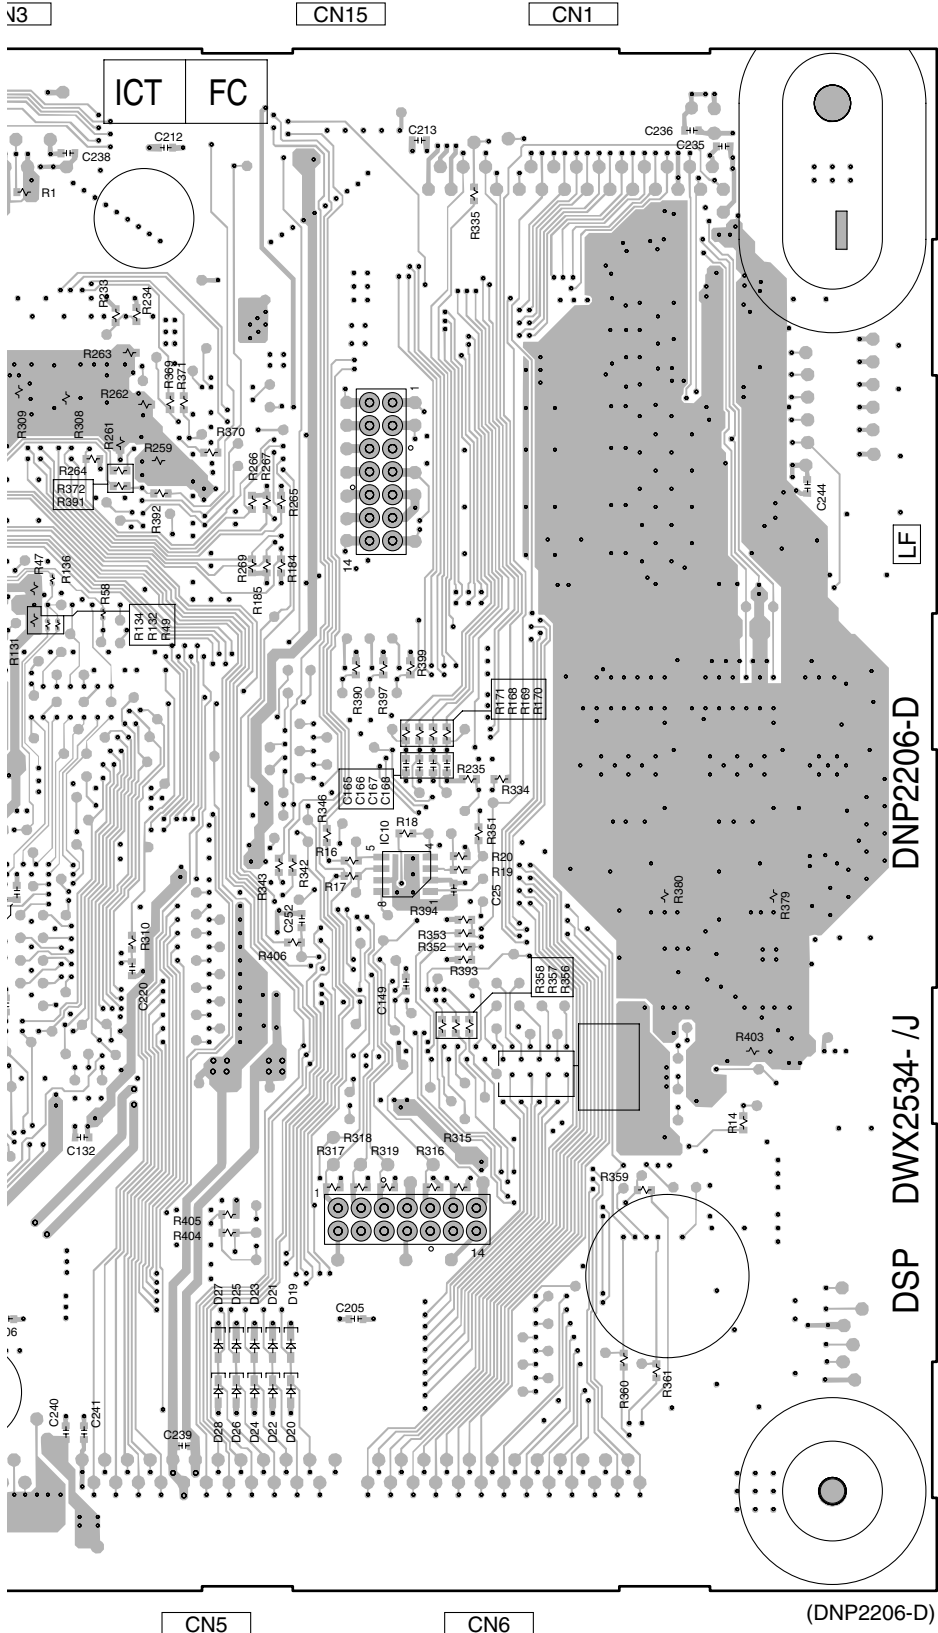 N3
CN15
CN1
ICT
FC
C212
C238
R1
C213
C236
C235
R335
R233
R234
R263
R369
R371
R262
R309
R308
R261
R259
R370
1
R264
R372
R391
R392
R266
R267
R265
14
C244
LF
R47
R136
R58
R269
R185
R184
R131
R134
R132
R49
R390
R397
R399
R171
R168
R169
R170
C165
C166
C167
C168
R235
R334
R346
R16
R17
5
IC10
R18
4
8
1
R351
R20
R19
C25
R394
R343
R342
C252
R406
R353
R352
R393
C149
R358
R357
R356
R310
C220
R380
R379
R403
R14
C132
R317
R318
R319
R316
R315
1
14
R359
R405
R404
D27
D25
D23
D21
D19
C205
06
D28
D26
D24
D22
D20
R360
R361
C240
C241
C239
DSP DWX2534- /J DNP2206-D
CN5
CN6
(DNP2206-D)